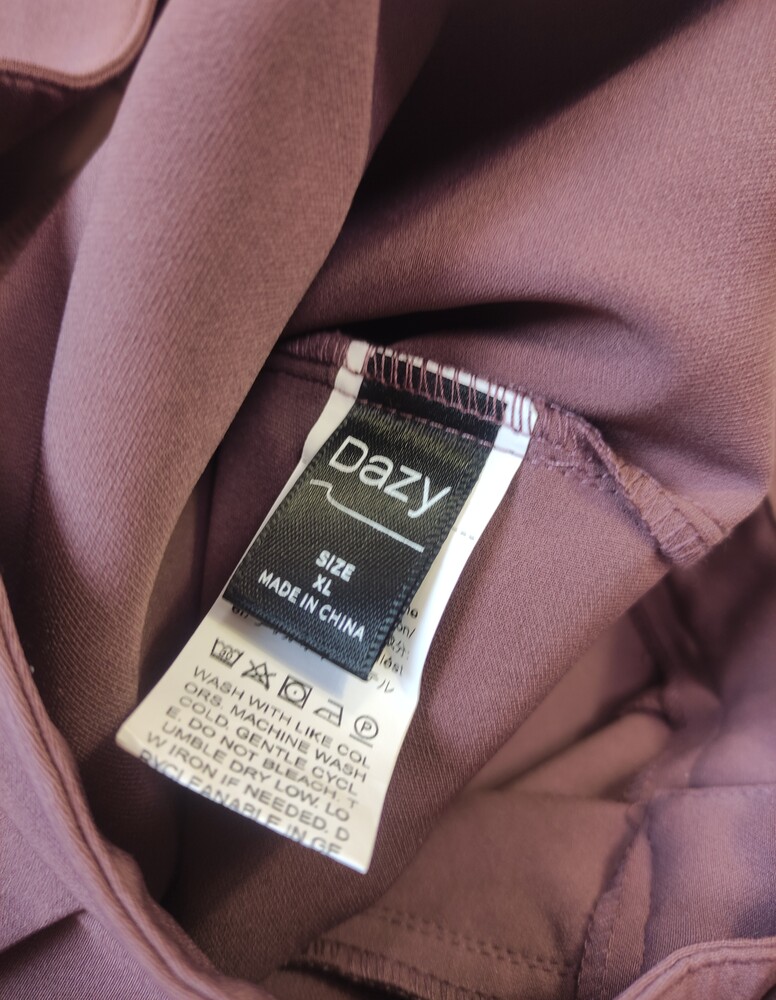 Dazy
SIZE
XL
MADE IN CHINA
WASH WITH LIKE COL
ORS. MACHINE WASH
COLD, GENTLE CYCL
E. DO NOT BLEACH. T
UMBLE DRY LOW. LO
W IRON IF NEEDED. D
RYCLEANABLE IN GE